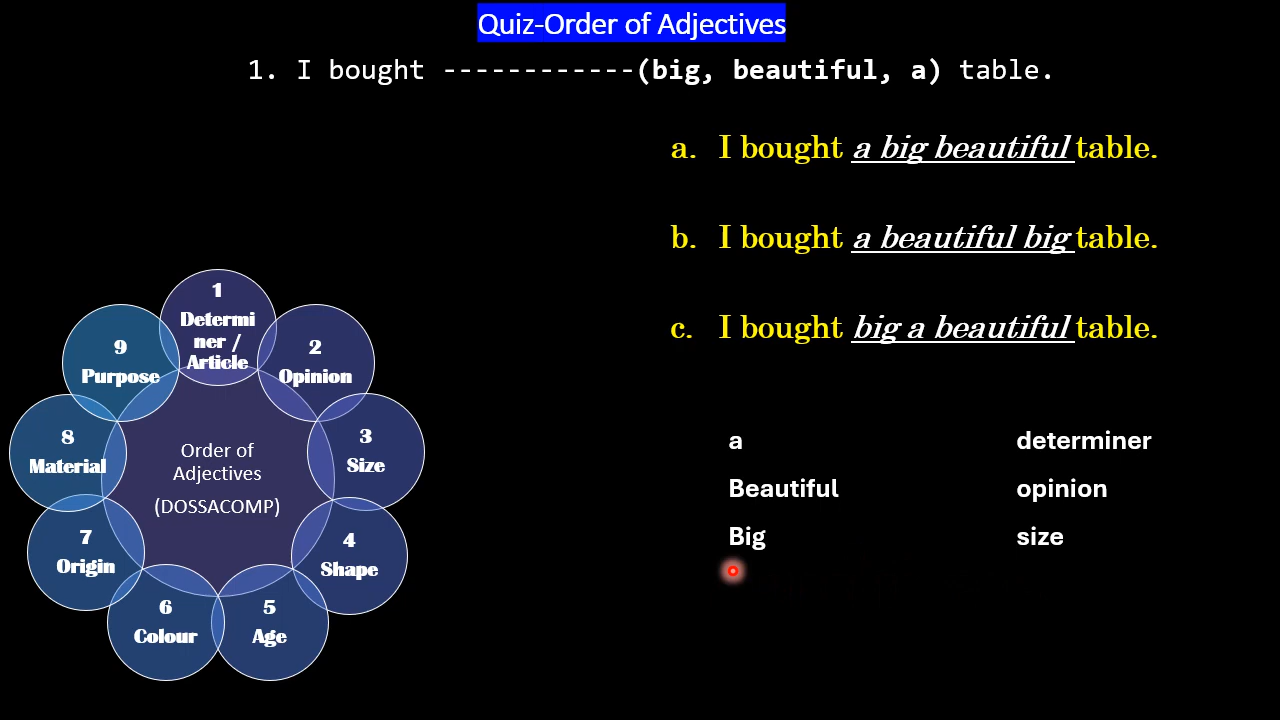 Quiz-Order of Adjectives
1. I bought ------------(big, beautiful, a) table.
a. I bought a big beautiful table.
b. I bought a beautiful big table.
c. I bought big a beautiful table.
a determiner
Beautiful opinion
Big size
1
Determi
ner /
Article
2
Opinion
3
Size
4
Shape
5
Age
6
Colour
7
Origin
8
Material
9
Purpose
Order of
Adjectives
(DOSSACOMP)